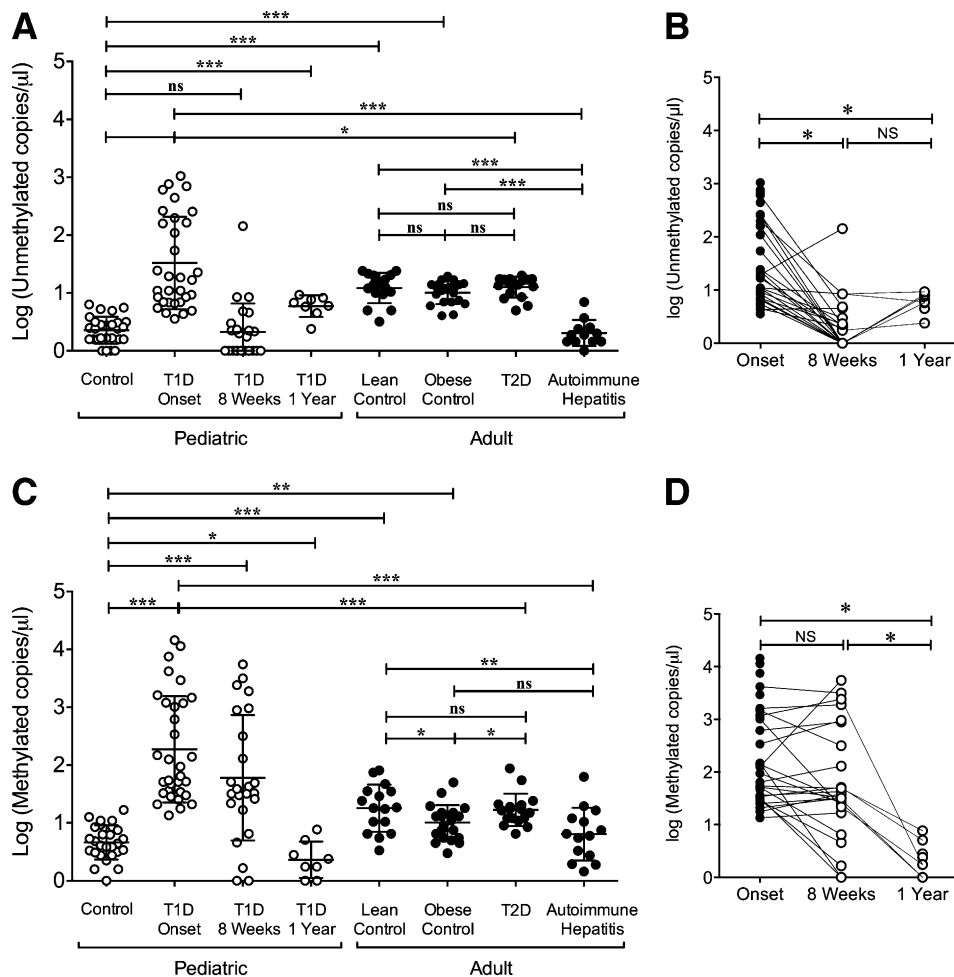 A
***
***
***
ns
***
*
***
***
ns
ns ns
Log (Unmethylated copies/µl)
5
4
3
2
1
0
Control
T1D Onset
T1D 8 Weeks
T1D 1 Year
Lean Control
Obese Control
T2D
Autoimmune Hepatitis
Pediatric
Adult
B
*
* NS
log (Unmethylated copies/µl)
5
4
3
2
1
0
Onset 8 Weeks 1 Year
C
**
***
*
***
***
*** ***
**
ns
ns
* *
Log (Methylated copies/µl)
5
4
3
2
1
0
Control
T1D Onset
T1D 8 Weeks
T1D 1 Year
Lean Control
Obese Control
T2D
Autoimmune Hepatitis
Pediatric
Adult
D
*
NS *
log (Methylated copies/µl)
5
4
3
2
1
0
Onset 8 Weeks 1 Year